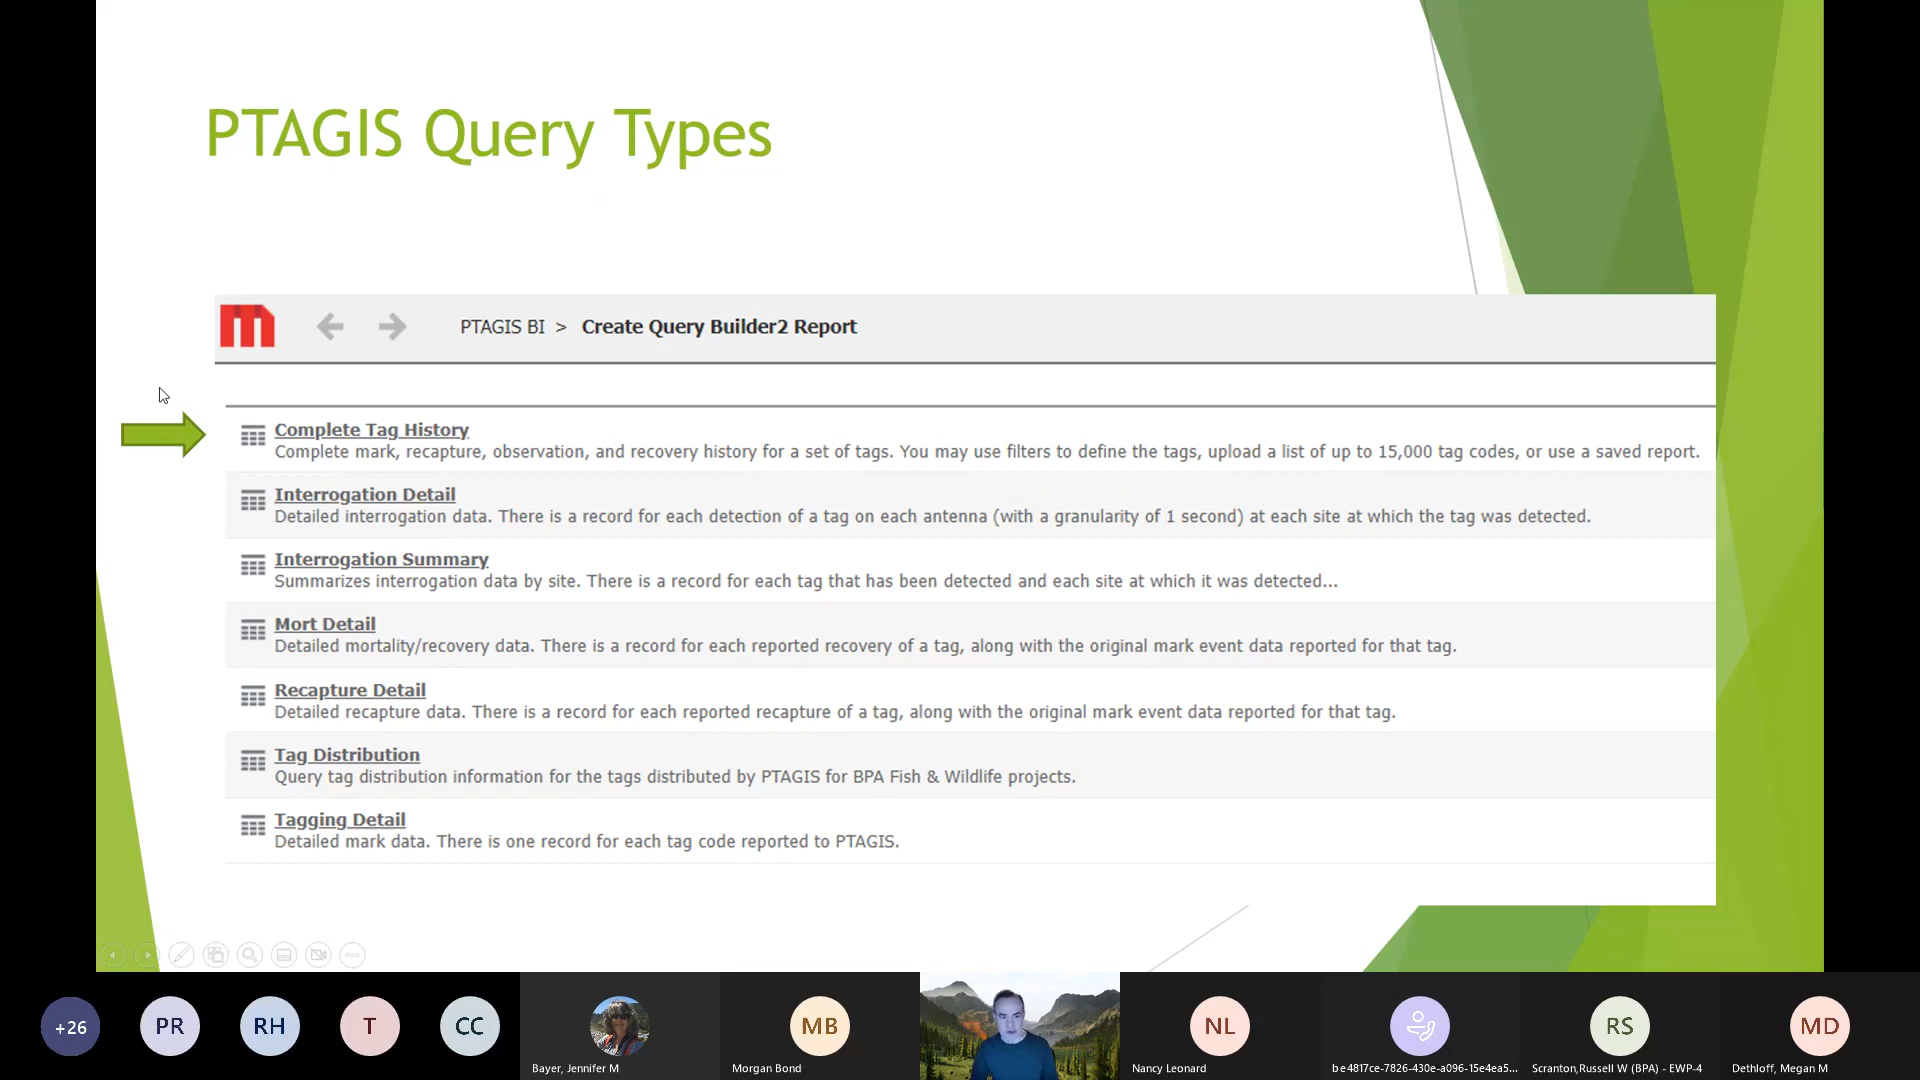 PTAGIS Query Types
PTAGIS BI > Create Query Builder2 Report
Complete Tag History
Complete mark, recapture, observation, and recovery history for a set of tags. You may use filters to define the tags, upload a list of up to 15,000 tag codes, or use a saved report.
Interrogation Detail
Detailed interrogation data. There is a record for each detection of a tag on each antenna (with a granularity of 1 second) at each site at which the tag was detected.
Interrogation Summary
Summarizes interrogation data by site. There is a record for each tag that has been detected and each site at which it was detected...
Mort Detail
Detailed mortality/recovery data. There is a record for each reported recovery of a tag, along with the original mark event data reported for that tag.
Recapture Detail
Detailed recapture data. There is a record for each reported recapture of a tag, along with the original mark event data reported for that tag.
Tag Distribution
Query tag distribution information for the tags distributed by PTAGIS for BPA Fish & Wildlife projects.
Tagging Detail
Detailed mark data. There is one record for each tag code reported to PTAGIS.
+26 PR RH T CC MB NL RS MD
Bayer, Jennifer M Morgan Bond Nancy Leonard be4817ce-7826-430e-a096-15e4ea5... Scranton,Russell W (BPA) - EWP-4 Dethloff, Megan M